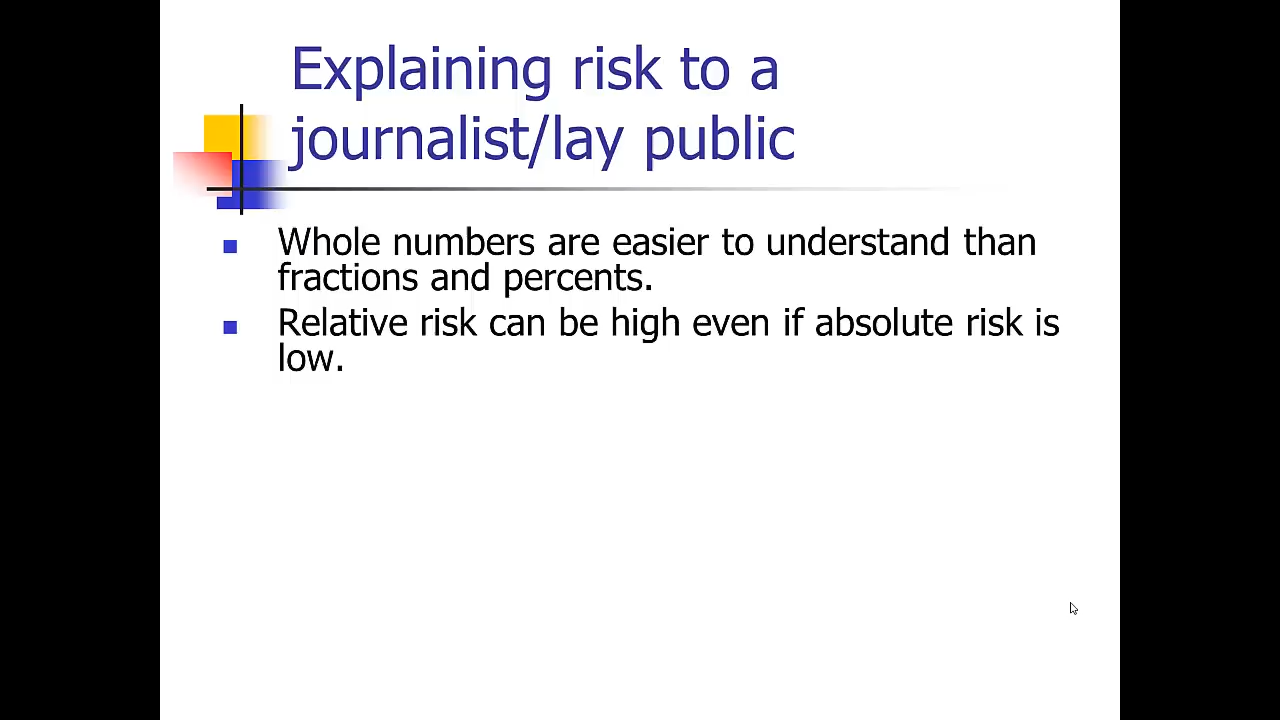 Explaining risk to a
journalist/lay public
Whole numbers are easier to understand than
fractions and percents.
Relative risk can be high even if absolute risk is
low.